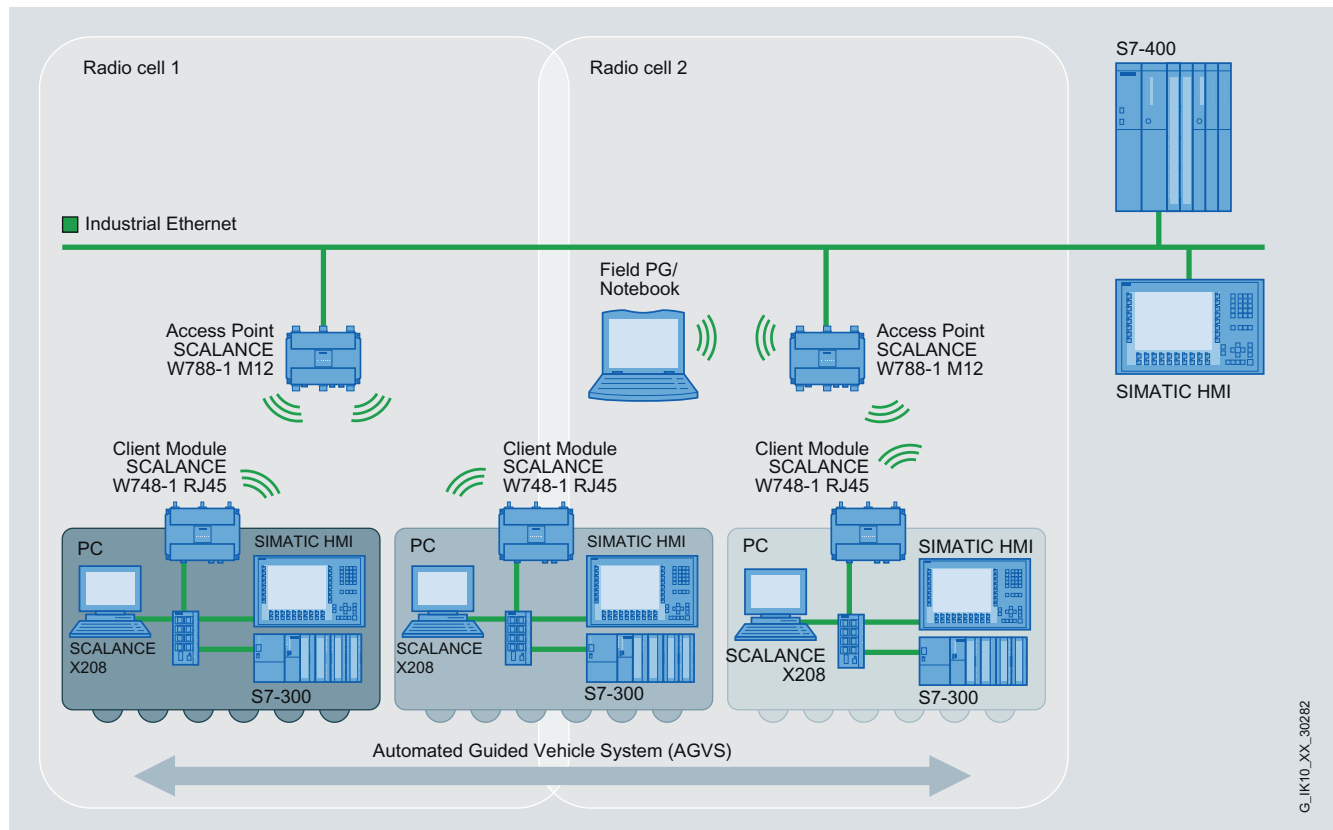 Radio cell 1
Radio cell 2
S7-400
Industrial Ethernet
Field PG/
Notebook
Access Point
SCALANCE
W788-1 M12
Access Point
SCALANCE
W788-1 M12
SIMATIC HMI
Client Module
SCALANCE
W748-1 RJ45
Client Module
SCALANCE
W748-1 RJ45
Client Module
SCALANCE
W748-1 RJ45
PC
SIMATIC HMI
SCALANCE
X208
S7-300
PC
SIMATIC HMI
SCALANCE
X208
S7-300
PC
SIMATIC HMI
SCALANCE
X208
S7-300
Automated Guided Vehicle System (AGVS)
G_IK10_XX_30282